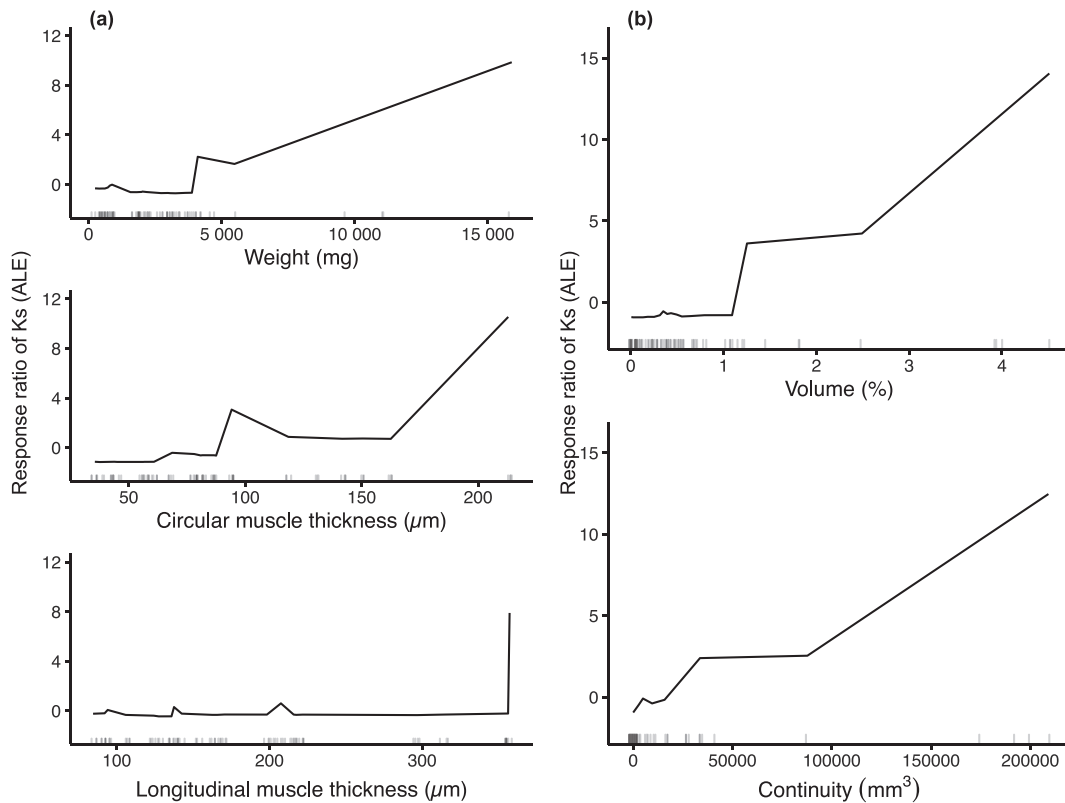 (a)
Response ratio of Ks (ALE)
12
8
4
0
0 5 000 10 000 15 000
Weight (mg)
12
8
4
0
50 100 150 200
Circular muscle thickness (µm)
12
8
4
0
100 200 300
Longitudinal muscle thickness (µm)
(b)
Response ratio of Ks (ALE)
15
10
5
0
0 1 2 3 4
Volume (%)
15
10
5
0
0 50000 100000 150000 200000
Continuity (mm³)